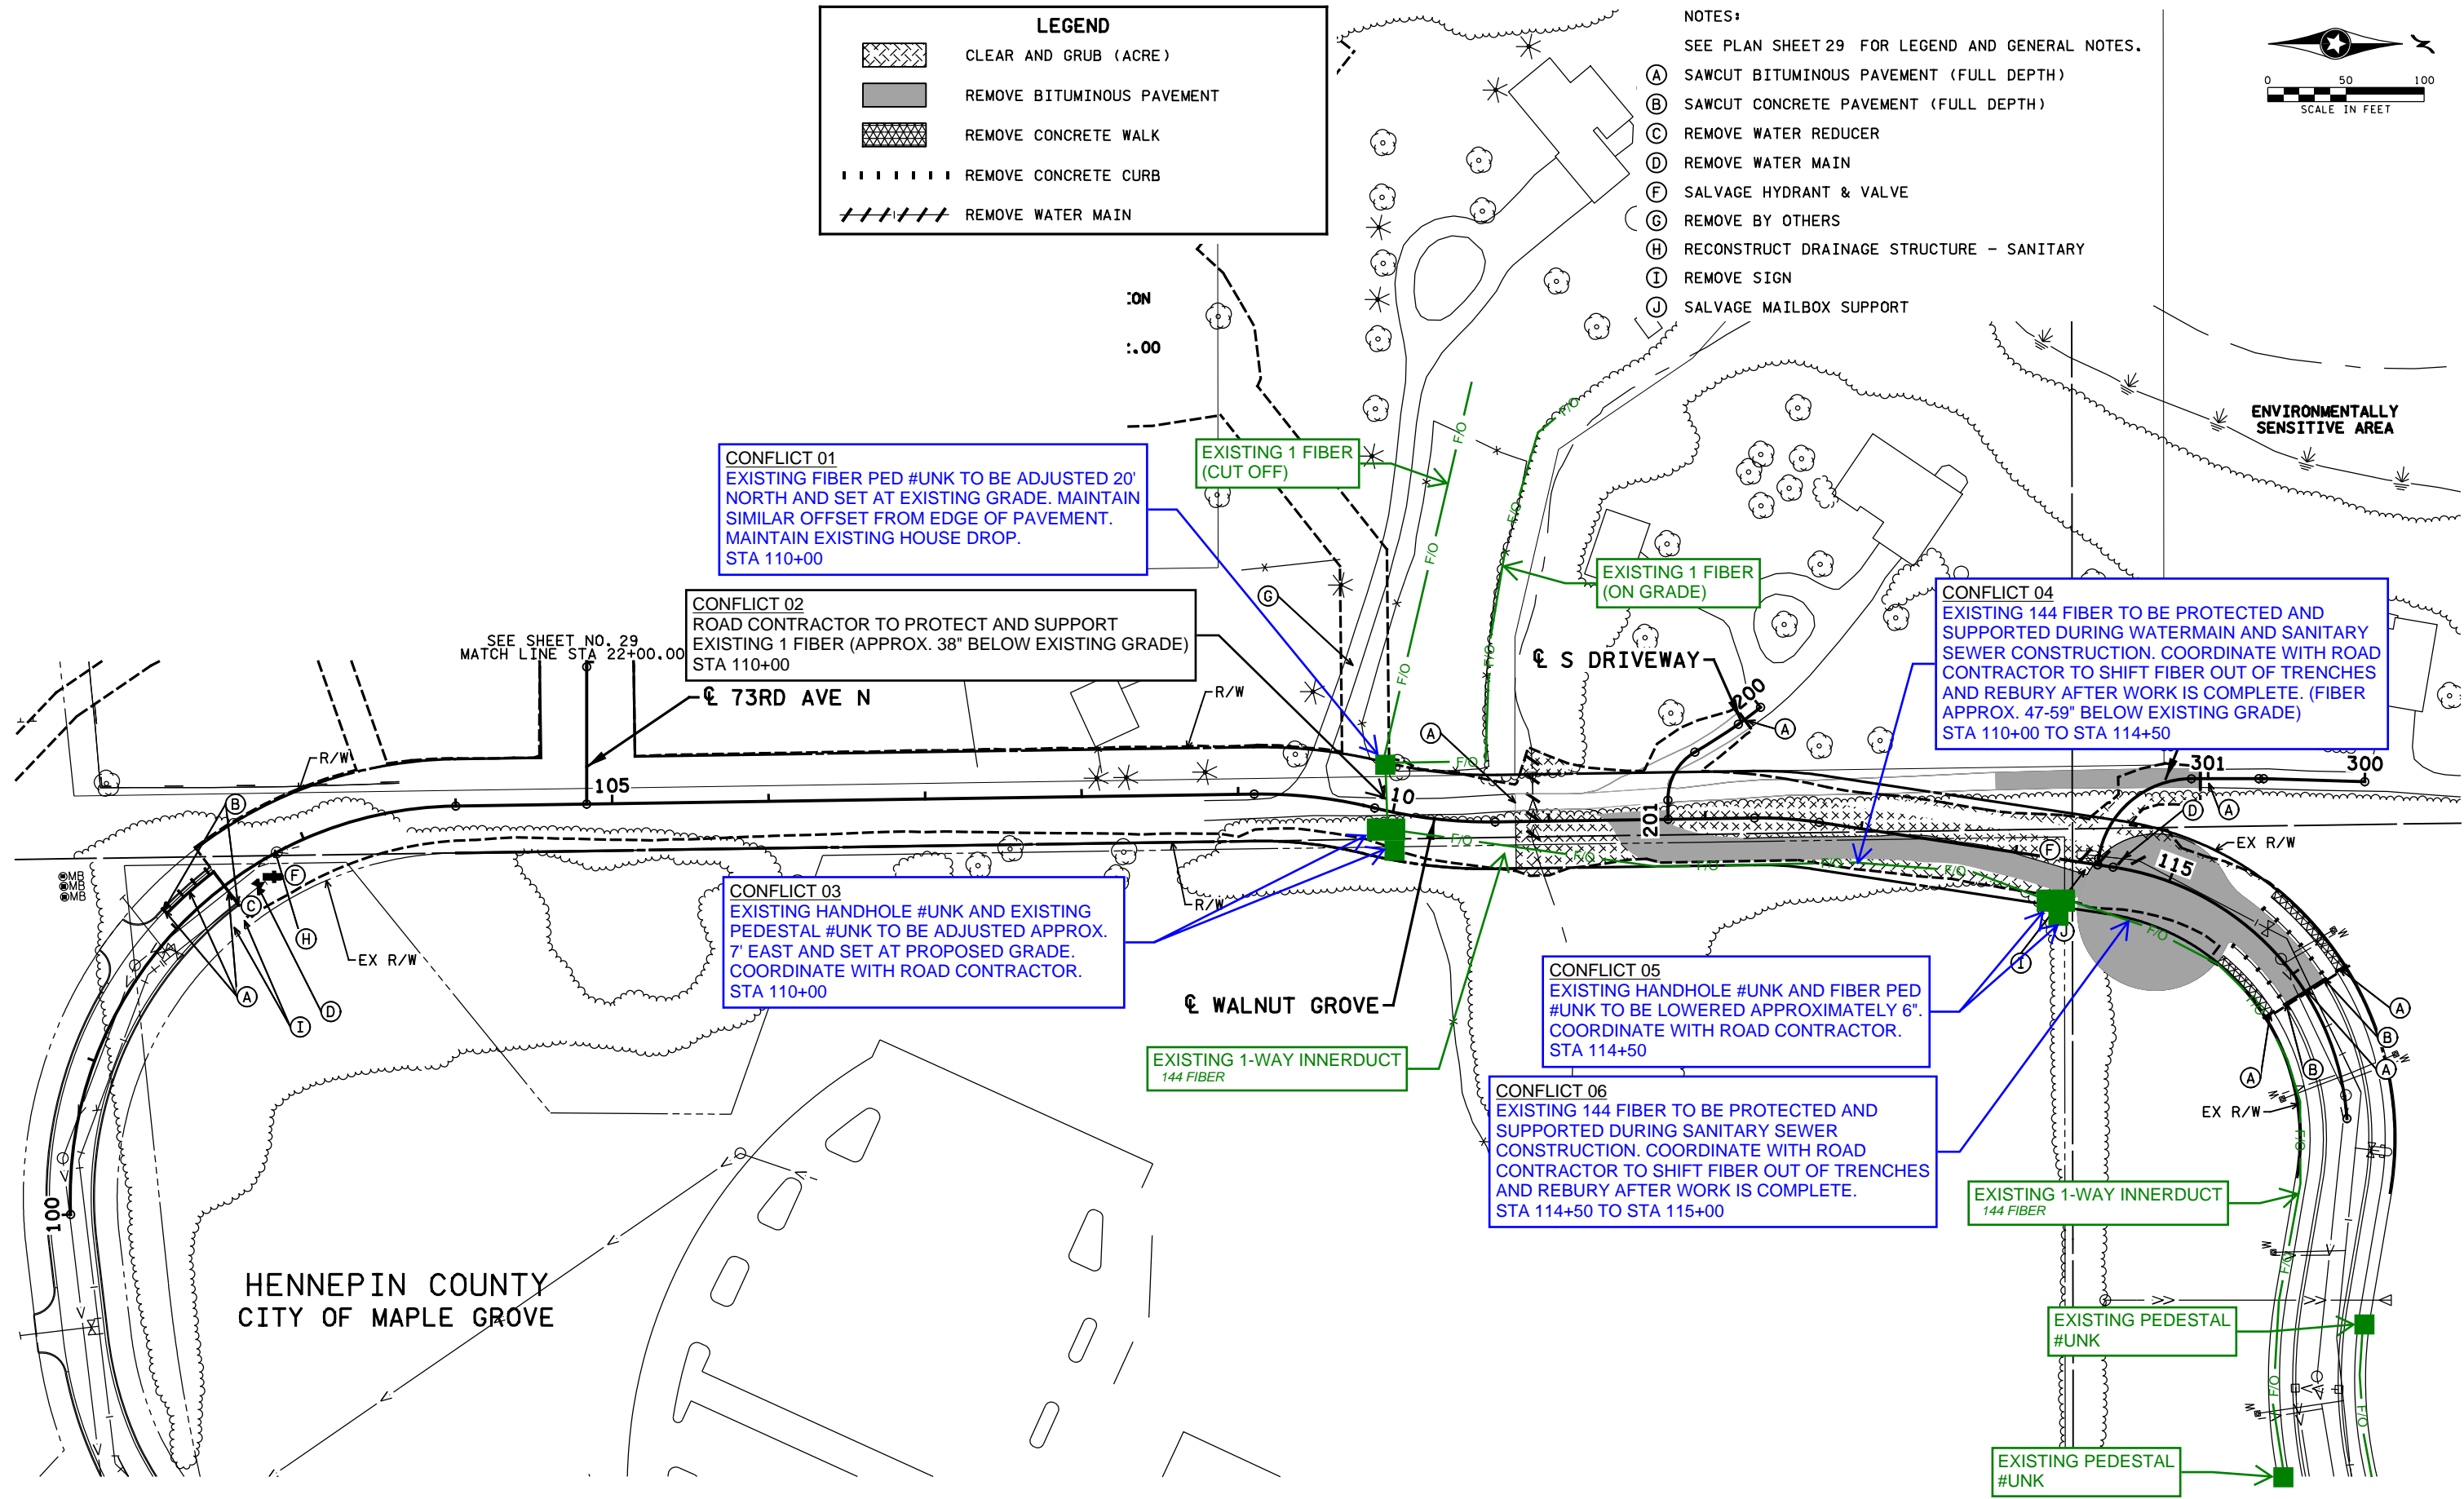 LEGEND
CLEAR AND GRUB (ACRE)
REMOVE BITUMINOUS PAVEMENT
REMOVE CONCRETE WALK
REMOVE CONCRETE CURB
REMOVE WATER MAIN
NOTES:
SEE PLAN SHEET 29 FOR LEGEND AND GENERAL NOTES.
A SAWCUT BITUMINOUS PAVEMENT (FULL DEPTH)
B SAWCUT CONCRETE PAVEMENT (FULL DEPTH)
C REMOVE WATER REDUCER
D REMOVE WATER MAIN
F SALVAGE HYDRANT & VALVE
G REMOVE BY OTHERS
H RECONSTRUCT DRAINAGE STRUCTURE - SANITARY
I REMOVE SIGN
J SALVAGE MAILBOX SUPPORT
0 50 100
SCALE IN FEET
ENVIRONMENTALLY
SENSITIVE AREA
ON
.00
CONFLICT 01
EXISTING FIBER PED #UNK TO BE ADJUSTED 20'
NORTH AND SET AT EXISTING GRADE. MAINTAIN
SIMILAR OFFSET FROM EDGE OF PAVEMENT.
MAINTAIN EXISTING HOUSE DROP.
STA 110+00
EXISTING 1 FIBER
(CUT OFF)
EXISTING 1 FIBER
(ON GRADE)
CONFLICT 02
ROAD CONTRACTOR TO PROTECT AND SUPPORT
EXISTING 1 FIBER (APPROX. 38" BELOW EXISTING GRADE)
STA 110+00
CONFLICT 04
EXISTING 144 FIBER TO BE PROTECTED AND
SUPPORTED DURING WATERMAIN AND SANITARY
SEWER CONSTRUCTION. COORDINATE WITH ROAD
CONTRACTOR TO SHIFT FIBER OUT OF TRENCHES
AND REBURY AFTER WORK IS COMPLETE. (FIBER
APPROX. 47-59" BELOW EXISTING GRADE)
STA 110+00 TO STA 114+50
SEE SHEET NO. 29
MATCH LINE STA 22+00.00
℄ 73RD AVE N
℄ S DRIVEWAY
R/W
R/W
G
A
A
F/O
F/O
F/O
F/O
F/O
F/O
F/O
200
201
301
300
105
10
B
D
A
F
EX R/W
115
MB
MB
MB
F
C
H
EX R/W
A
I
D
R/W
F/O
F/O
F/O
F/O
F/O
F/O
CONFLICT 03
EXISTING HANDHOLE #UNK AND EXISTING
PEDESTAL #UNK TO BE ADJUSTED APPROX.
7' EAST AND SET AT PROPOSED GRADE.
COORDINATE WITH ROAD CONTRACTOR.
STA 110+00
℄ WALNUT GROVE
EXISTING 1-WAY INNERDUCT
144 FIBER
CONFLICT 05
EXISTING HANDHOLE #UNK AND FIBER PED
#UNK TO BE LOWERED APPROXIMATELY 6".
COORDINATE WITH ROAD CONTRACTOR.
STA 114+50
J
I
A
B
A
A
B
EX R/W
CONFLICT 06
EXISTING 144 FIBER TO BE PROTECTED AND
SUPPORTED DURING SANITARY SEWER
CONSTRUCTION. COORDINATE WITH ROAD
CONTRACTOR TO SHIFT FIBER OUT OF TRENCHES
AND REBURY AFTER WORK IS COMPLETE.
STA 114+50 TO STA 115+00
EXISTING 1-WAY INNERDUCT
144 FIBER
100
HENNEPIN COUNTY
CITY OF MAPLE GROVE
EXISTING PEDESTAL
#UNK
EXISTING PEDESTAL
#UNK
F/O
F/O
F/O
F/O
F/O